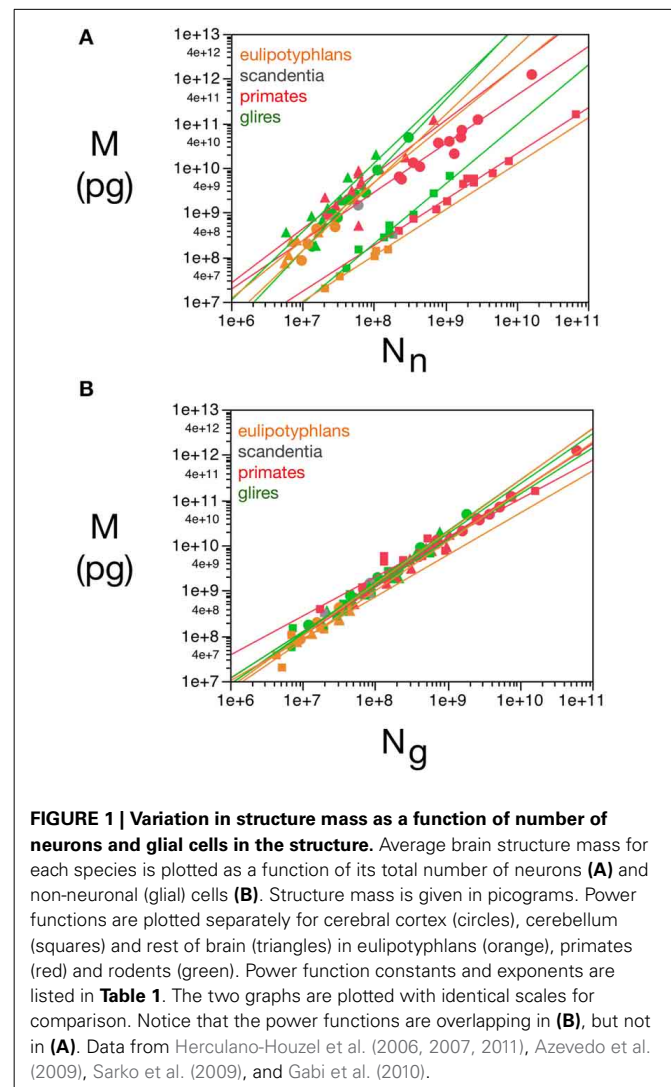 A
1e+13
4e+12
1e+12
4e+11
1e+11
4e+10
1e+10
4e+9
1e+9
4e+8
1e+8
4e+7
1e+7
M
(pg)
eulipotyphlans
scandentia
primates
glires
1e+6 1e+7 1e+8 1e+9 1e+10 1e+11
Nn
B
1e+13
4e+12
1e+12
4e+11
1e+11
4e+10
1e+10
4e+9
1e+9
4e+8
1e+8
4e+7
1e+7
M
(pg)
eulipotyphlans
scandentia
primates
glires
1e+6 1e+7 1e+8 1e+9 1e+10 1e+11
Ng
FIGURE 1 | Variation in structure mass as a function of number of
neurons and glial cells in the structure. Average brain structure mass for
each species is plotted as a function of its total number of neurons (A) and
non-neuronal (glial) cells (B). Structure mass is given in picograms. Power
functions are plotted separately for cerebral cortex (circles), cerebellum
(squares) and rest of brain (triangles) in eulipotyphlans (orange), primates
(red) and rodents (green). Power function constants and exponents are
listed in Table 1. The two graphs are plotted with identical scales for
comparison. Notice that the power functions are overlapping in (B), but not
in (A). Data from Herculano-Houzel et al. (2006, 2007, 2011), Azevedo et al.
(2009), Sarko et al. (2009), and Gabi et al. (2010).